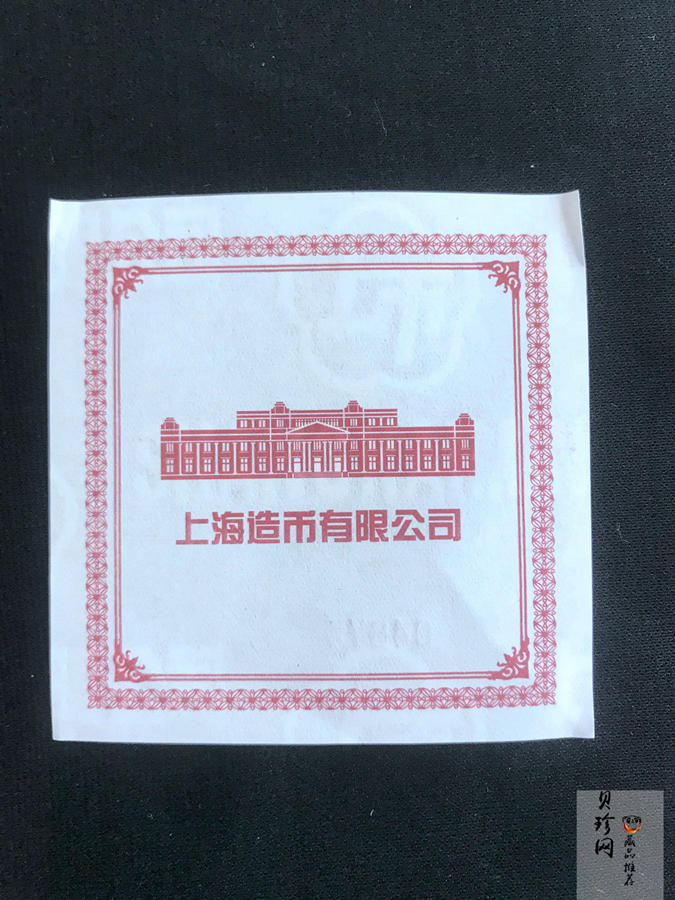 上海造币有限公司
贝珍网
藏品推荐